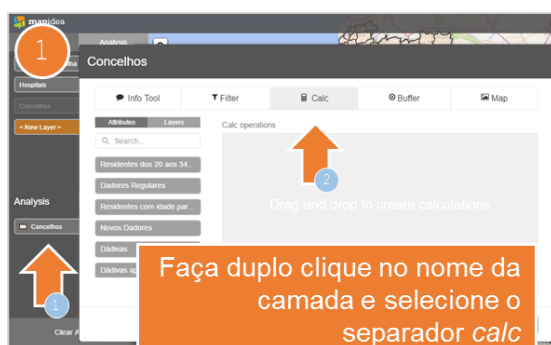 mapidea
Analysis
1
Concelhos
Hospitais
Concelhos
< New Layer >
Info Tool
Filter
Calc
Buffer
Map
Attributes
Layers
Calc operations
Search...
Residentes dos 20 aos 34...
Dadores Regulares
Residentes com idade par...
Novos Dadores
Dádivas
2
Drag and drop to create calculations
Analysis
Concelhos
1
Clear
Faça duplo clique no nome da
camada e selecione o
separador calc